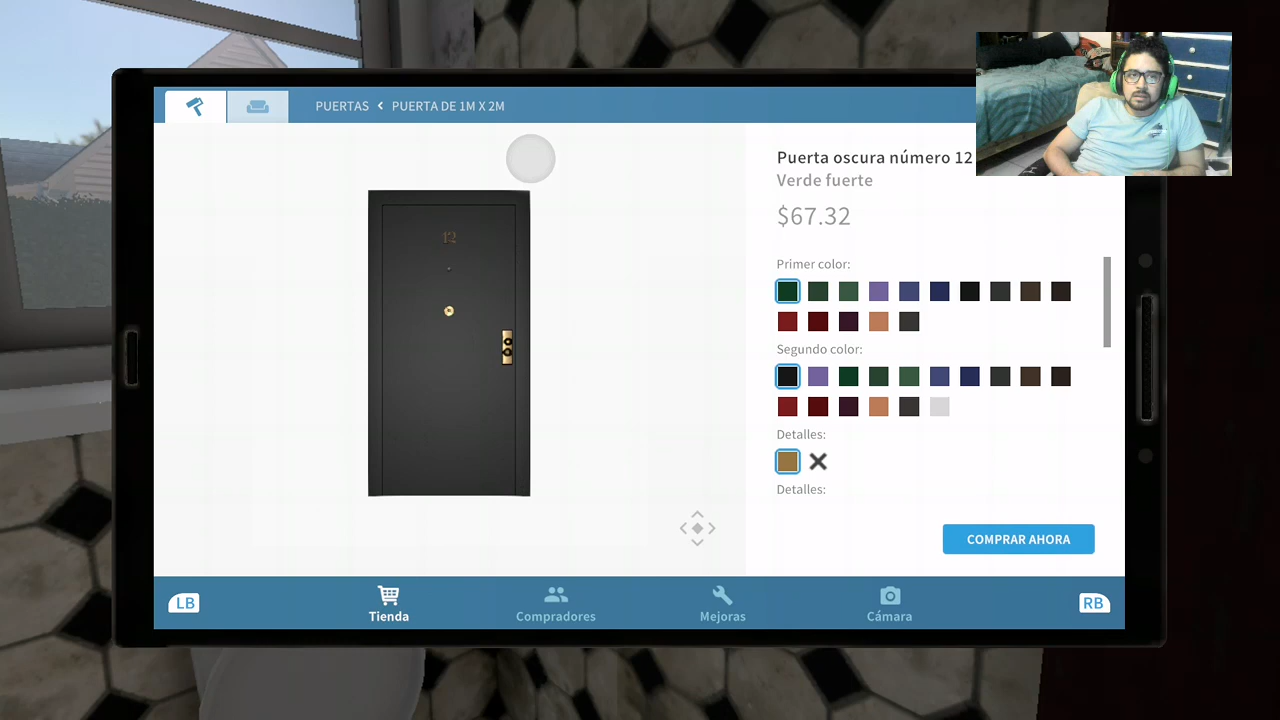 PUERTAS < PUERTA DE 1M X 2M
12
Puerta oscura número 12
Verde fuerte
$67.32
Primer color:
Segundo color:
Detalles:
Detalles:
COMPRAR AHORA
LB
Tienda
Compradores
Mejoras
Cámara
RB